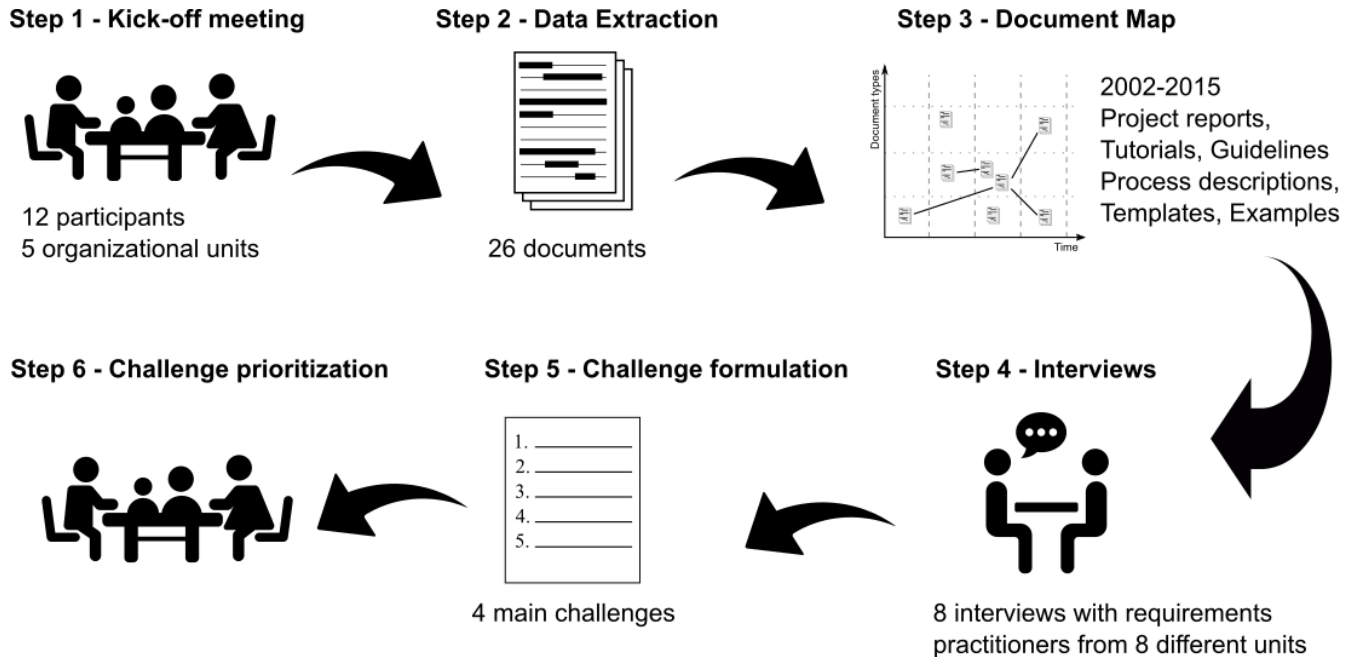 Step 1 - Kick-off meeting
12 participants
5 organizational units
Step 2 - Data Extraction
26 documents
Step 3 - Document Map
Document types
Time
2002-2015
Project reports,
Tutorials, Guidelines
Process descriptions,
Templates, Examples
Step 4 - Interviews
8 interviews with requirements
practitioners from 8 different units
Step 5 - Challenge formulation
1.
2.
3.
4.
5.
4 main challenges
Step 6 - Challenge prioritization